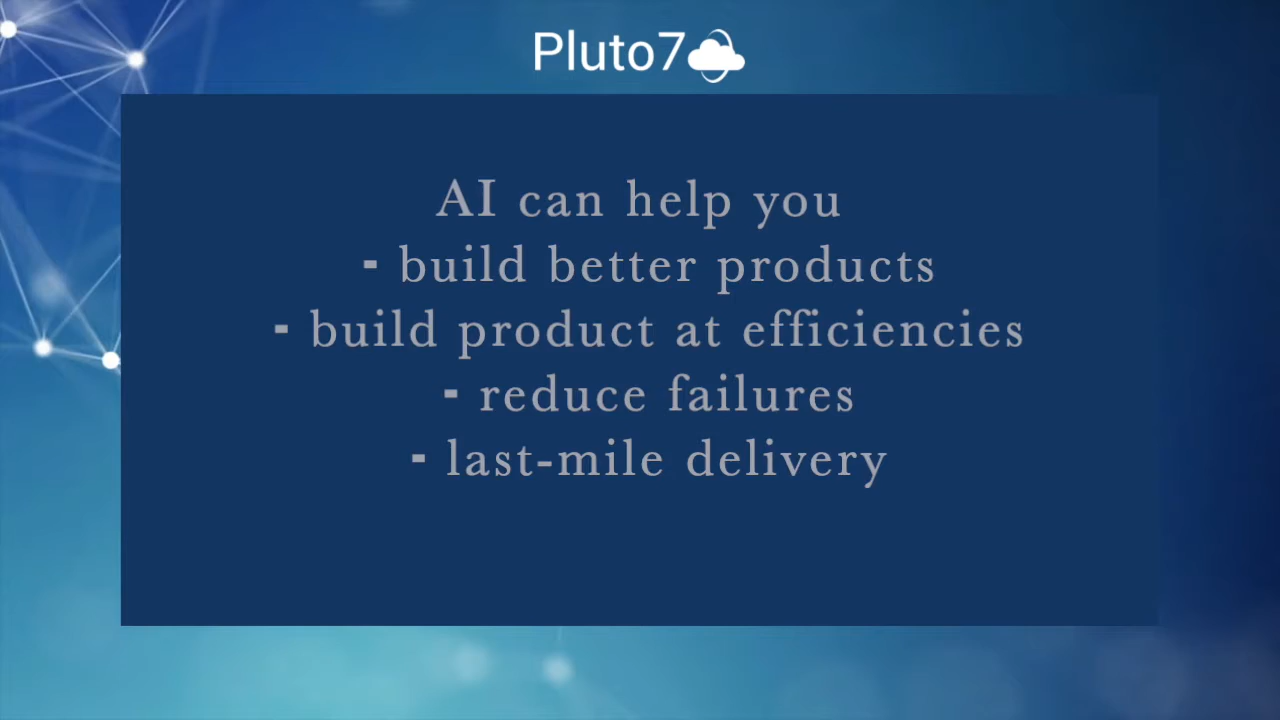 Pluto7
AI can help you
- build better products
- build product at efficiencies
- reduce failures
- last-mile delivery